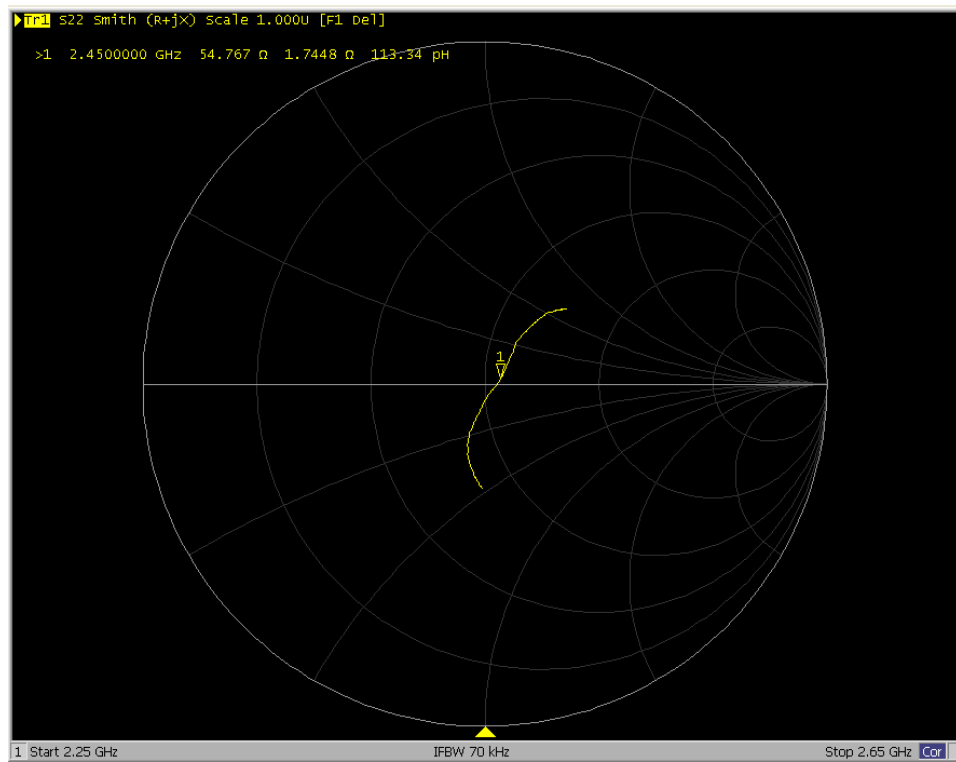 Tr1 S22 Smith (R+jX) Scale 1.000U [F1 Del]
>1 2.4500000 GHz 54.767 Ω 1.7448 Ω 113.34 pH
1
1 Start 2.25 GHz IFBW 70 kHz Stop 2.65 GHz Cor